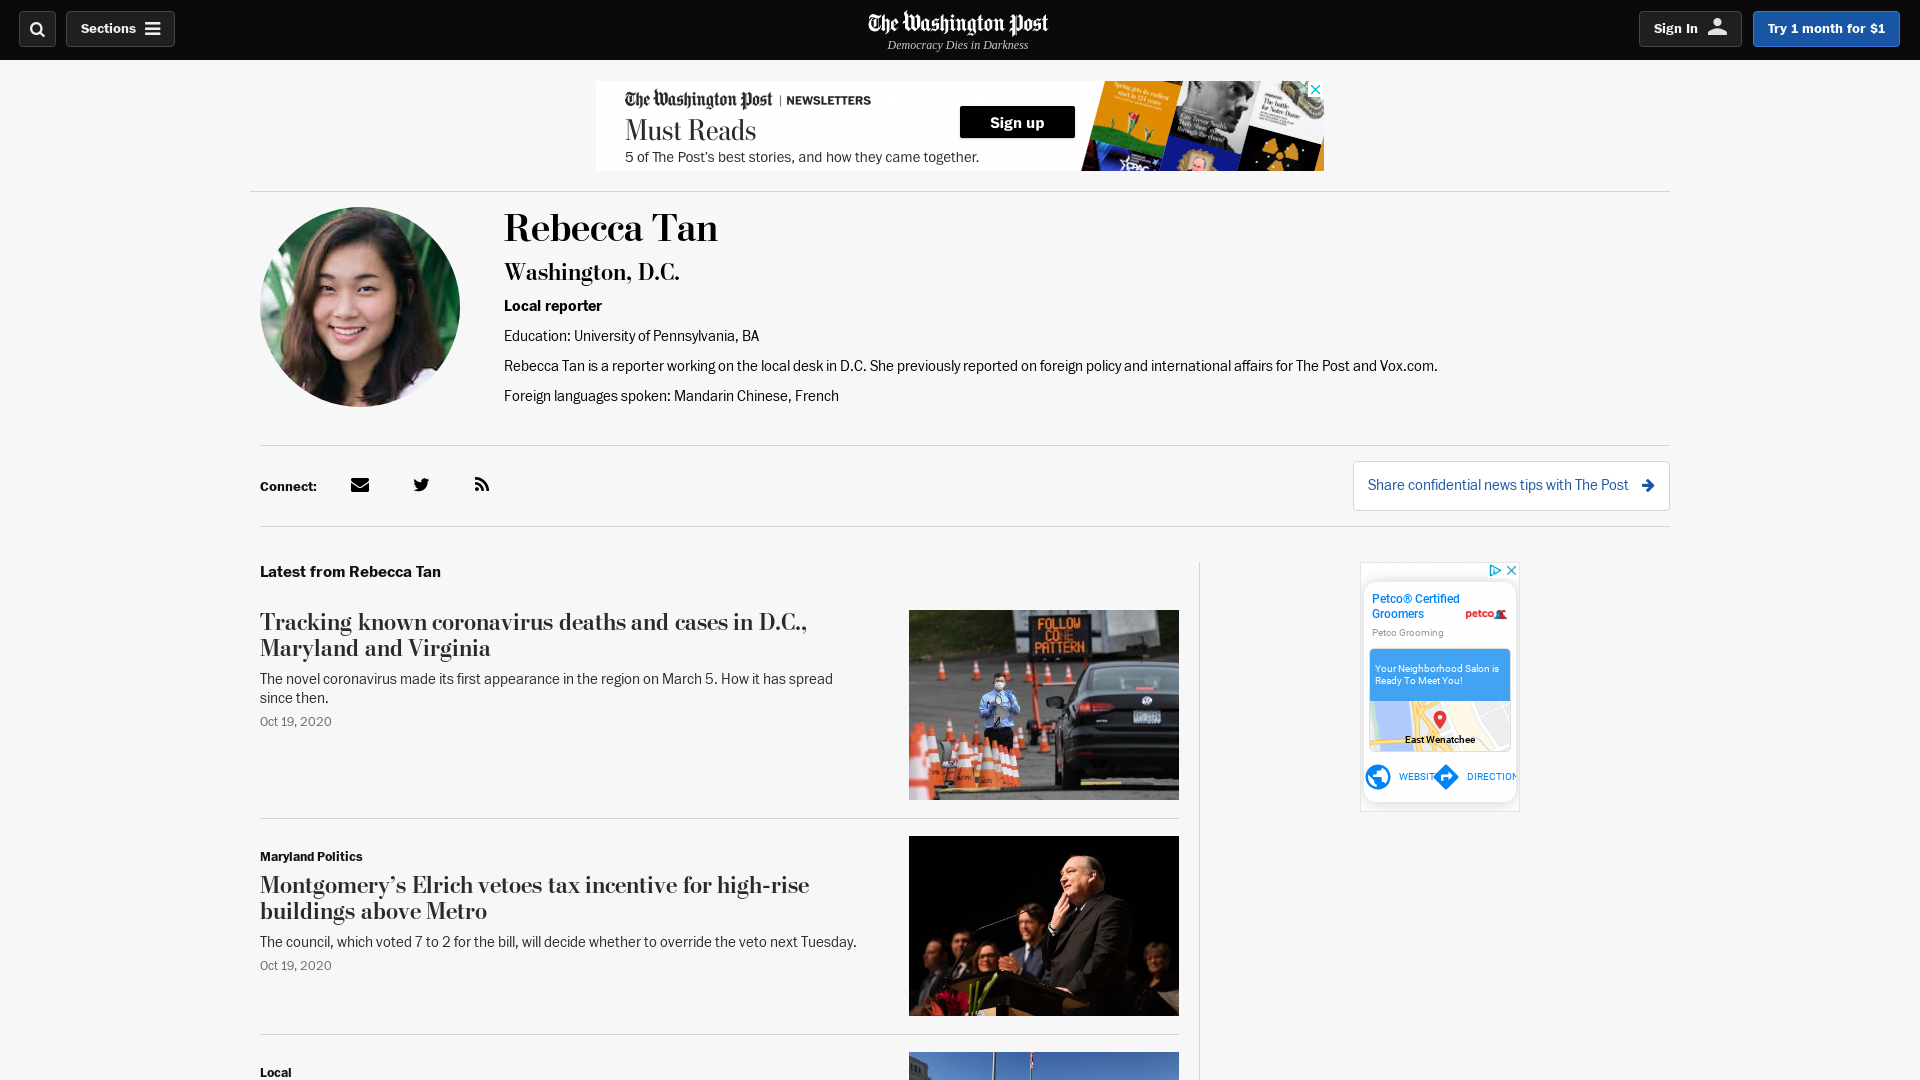 Sections
The Washington Post
Democracy Dies in Darkness
Sign In
Try 1 month for $1
The Washington Post | NEWSLETTERS
Must Reads
5 of The Post's best stories, and how they came together.
Sign up
Rebecca Tan
Washington, D.C.
Local reporter
Education: University of Pennsylvania, BA
Rebecca Tan is a reporter working on the local desk in D.C. She previously reported on foreign policy and international affairs for The Post and Vox.com.
Foreign languages spoken: Mandarin Chinese, French
Connect:
Share confidential news tips with The Post
Latest from Rebecca Tan
Tracking known coronavirus deaths and cases in D.C.,
Maryland and Virginia
The novel coronavirus made its first appearance in the region on March 5. How it has spread
since then.
Oct 19, 2020
FOLLOW
CONE
PATTERN
Maryland Politics
Montgomery's Elrich vetoes tax incentive for high-rise
buildings above Metro
The council, which voted 7 to 2 for the bill, will decide whether to override the veto next Tuesday.
Oct 19, 2020
Local
Petco® Certified
Groomers
petco
Petco Grooming
Your Neighborhood Salon is
Ready To Meet You!
East Wenatchee
WEBSIT
DIRECTION